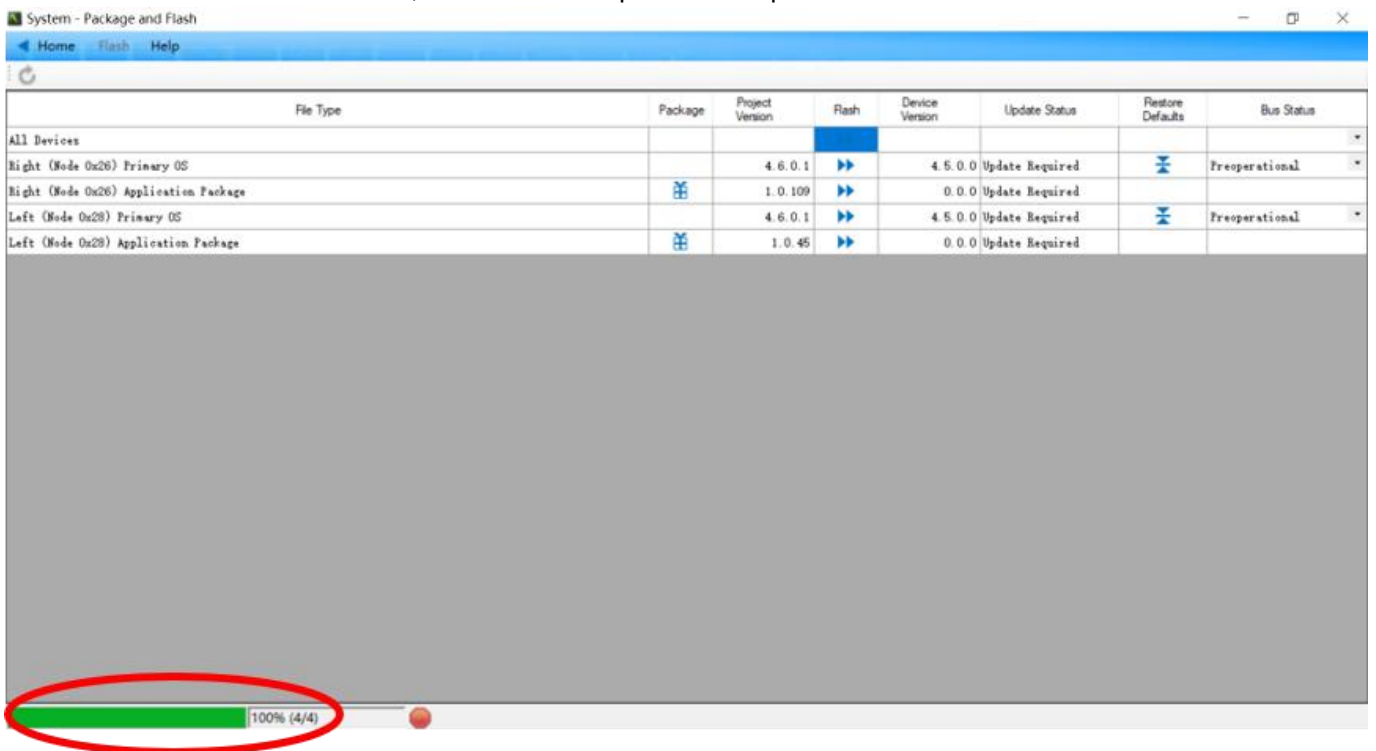 System - Package and Flash
Home Flash Help
File Type Package Project Version Flash Device Version Update Status Restore Defaults Bus Status
All Devices
Right (Node 0x26) Primary OS 4.6.0.1 4.5.0.0 Update Required Preoperational
Right (Node 0x26) Application Package 1.0.109 0.0.0 Update Required
Left (Node 0x28) Primary OS 4.6.0.1 4.5.0.0 Update Required Preoperational
Left (Node 0x28) Application Package 1.0.45 0.0.0 Update Required
100% (4/4)